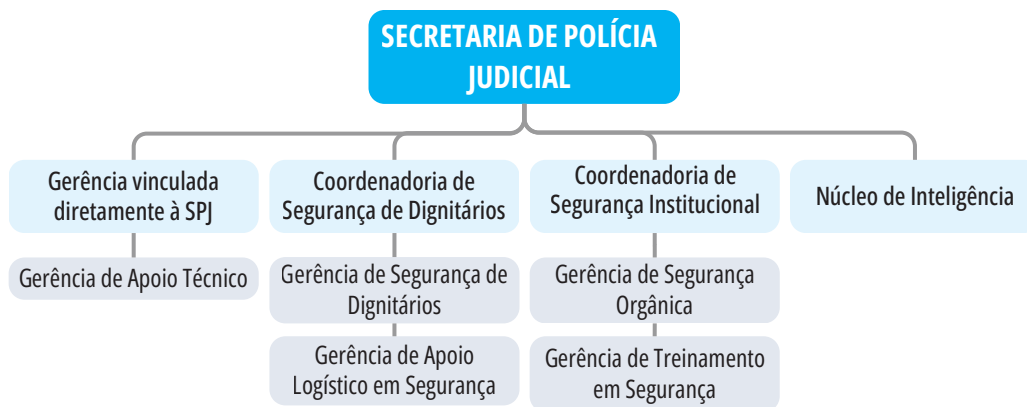 SECRETARIA DE POLÍCIA
JUDICIAL
Gerência vinculada
diretamente à SPJ
Gerência de Apoio Técnico
Coordenadoria de
Segurança de Dignitários
Gerência de Segurança de
Dignitários
Gerência de Apoio
Logístico em Segurança
Coordenadoria de
Segurança Institucional
Gerência de Segurança
Orgânica
Gerência de Treinamento
em Segurança
Núcleo de Inteligência